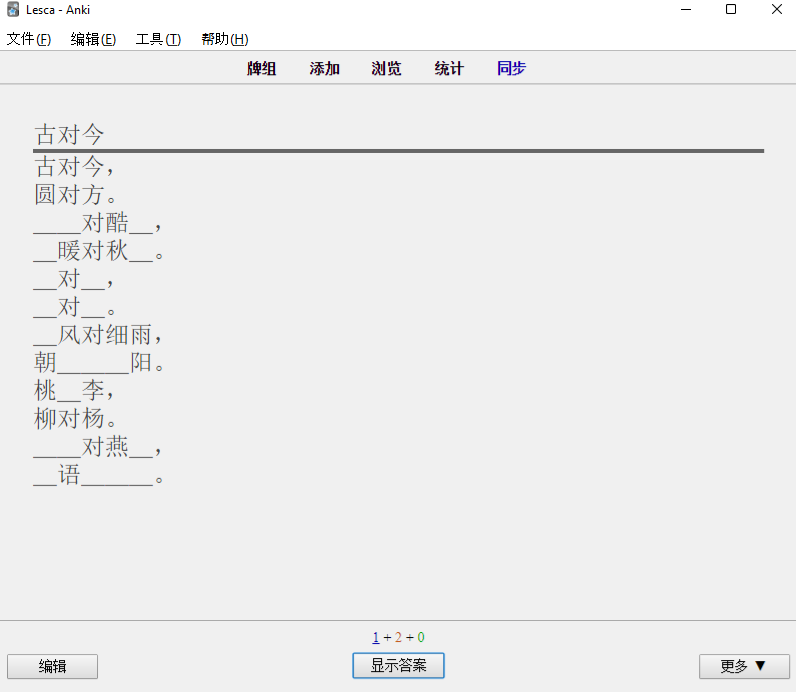 Lesca - Anki
文件(F) 编辑(E) 工具(T) 帮助(H)
牌组 添加 浏览 统计 同步
古对今
古对今，
圆对方。
____对酷__，
__暖对秋__。
__对__，
__对__。
__风对细雨，
朝______阳。
桃__李，
柳对杨。
____对燕__，
__语______。
1 + 2 + 0
编辑 显示答案 更多 ▼